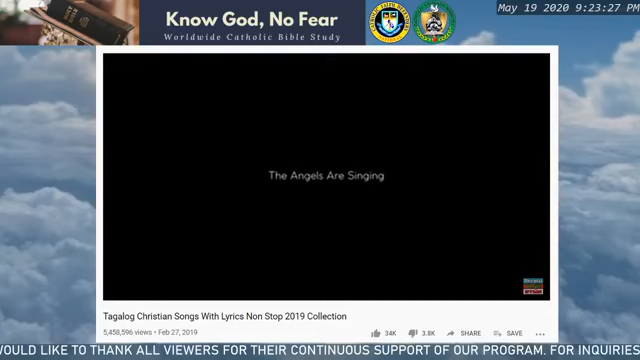 Know God, No Fear
Worldwide Catholic Bible Study
May 19 2020 9:23:27 PM
The Angels Are Singing
Tagalog Christian Songs With Lyrics Non Stop 2019 Collection
5,458,596 views • Feb 27, 2019
34K
3.8K
SHARE
SAVE
WOULD LIKE TO THANK ALL VIEWERS FOR THEIR CONTINUOUS SUPPORT OF OUR PROGRAM. FOR INQUIRIES